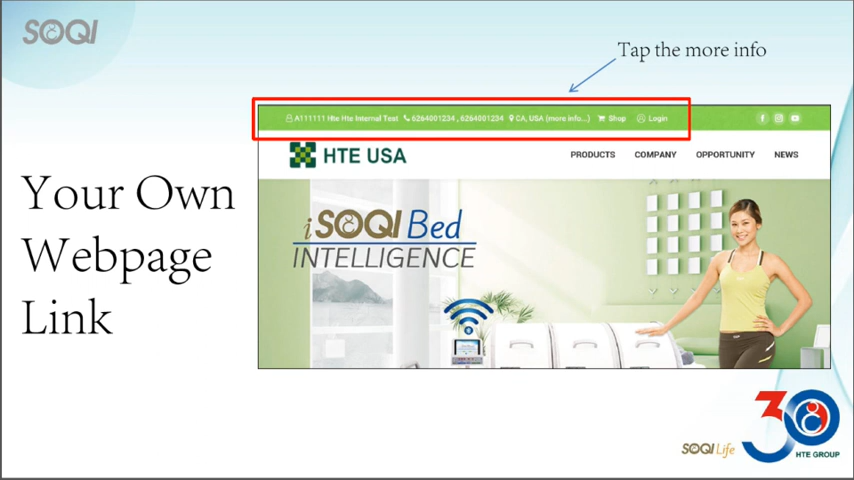 SOQI
Tap the more info
A111111 Hte Hte Internal Test 6264001234 , 6264001234 CA, USA (more info...) Shop Login
HTE USA
PRODUCTS COMPANY OPPORTUNITY NEWS
Your Own
Webpage
Link
iSOQI Bed
INTELLIGENCE
30
SOQI Life
HTE GROUP